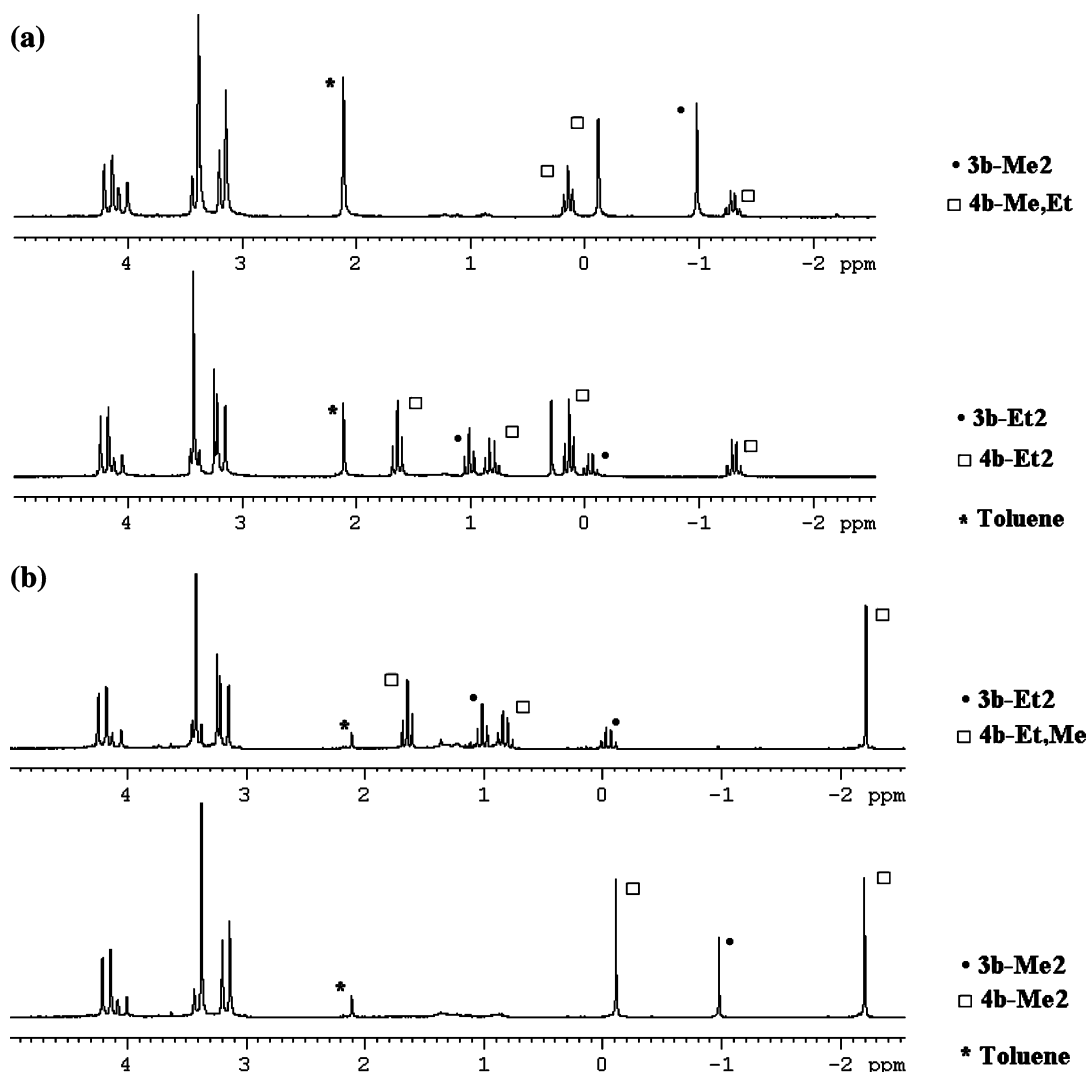 (a)
*
□
□
•
□
• 3b-Me2
□ 4b-Me,Et
4 3 2 1 0 -1 -2 ppm
*
□
•
□
□
•
□
• 3b-Et2
□ 4b-Et2
* Toluene
4 3 2 1 0 -1 -2 ppm
(b)
*
□
•
□
•
□
• 3b-Et2
□ 4b-Et,Me
4 3 2 1 0 -1 -2 ppm
*
□
•
□
• 3b-Me2
□ 4b-Me2
* Toluene
4 3 2 1 0 -1 -2 ppm